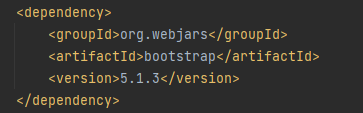 <dependency>
    <groupId>org.webjars</groupId>
    <artifactId>bootstrap</artifactId>
    <version>5.1.3</version>
</dependency>